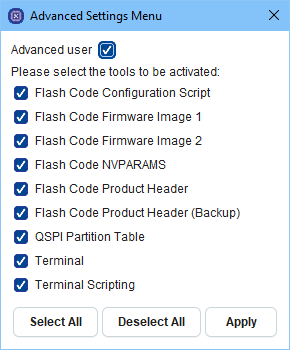 Advanced Settings Menu
Advanced user
Please select the tools to be activated:
Flash Code Configuration Script
Flash Code Firmware Image 1
Flash Code Firmware Image 2
Flash Code NVPARAMS
Flash Code Product Header
Flash Code Product Header (Backup)
QSPI Partition Table
Terminal
Terminal Scripting
Select All Deselect All Apply